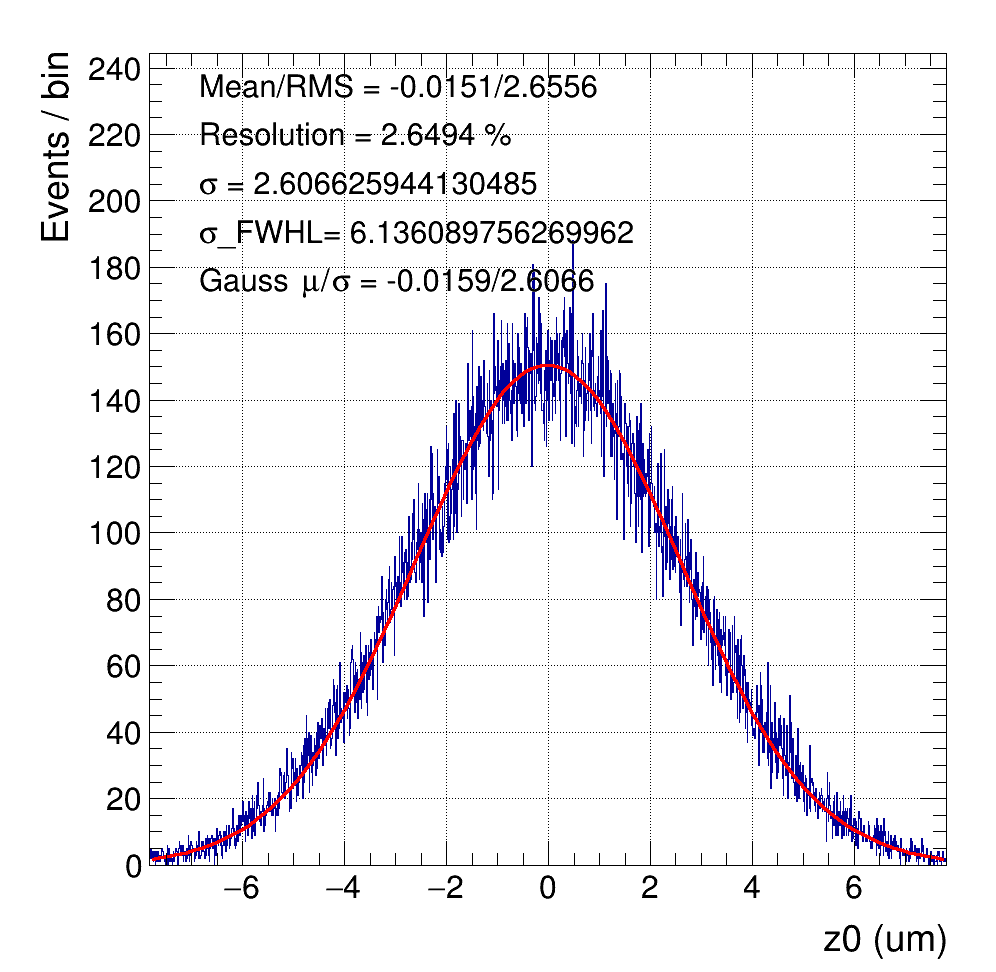 Events / bin
240
220
200
180
160
140
120
100
80
60
40
20
0
Mean/RMS = -0.0151/2.6556
Resolution = 2.6494 %
σ = 2.606625944130485
σ_FWHL= 6.136089756269962
Gauss μ/σ = -0.0159/2.6066
−6 −4 −2 0 2 4 6
z0 (um)